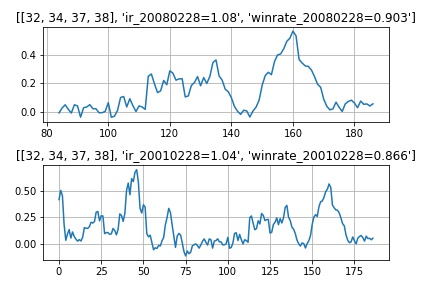 [[32, 34, 37, 38], 'ir_20080228=1.08', 'winrate_20080228=0.903']
0.4
0.2
0.0
80 100 120 140 160 180
[[32, 34, 37, 38], 'ir_20010228=1.04', 'winrate_20010228=0.866']
0.50
0.25
0.00
0 25 50 75 100 125 150 175